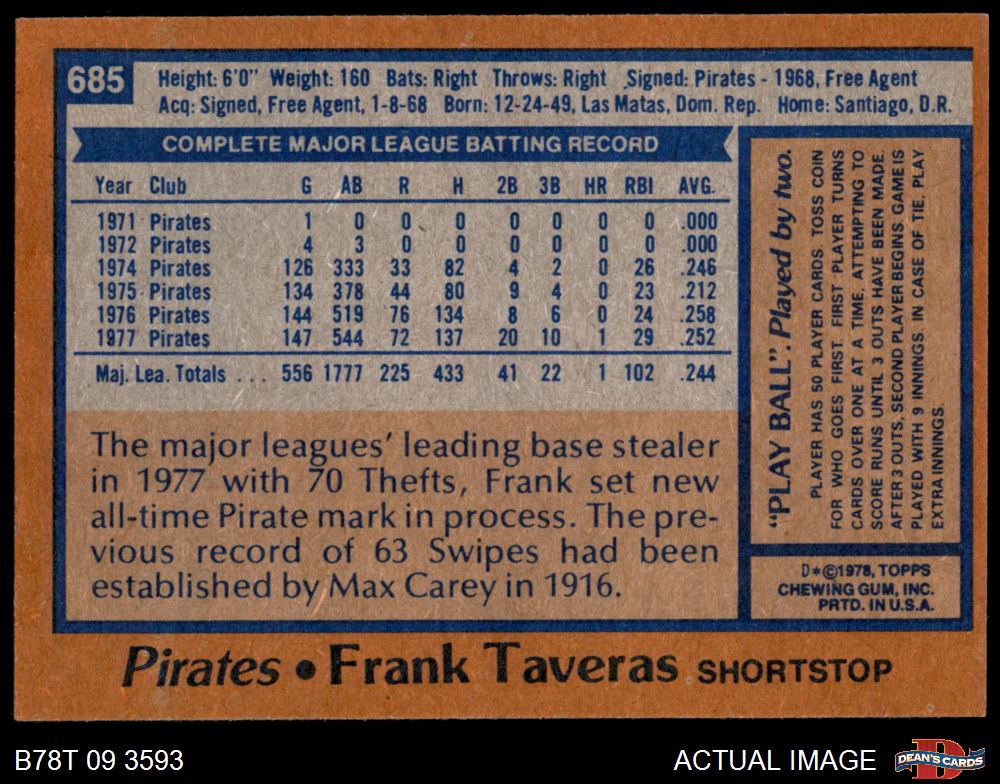 685
Height: 6'0" Weight: 160 Bats: Right Throws: Right Signed: Pirates - 1968, Free Agent
Acq: Signed, Free Agent, 1-8-68 Born: 12-24-49, Las Matas, Dom. Rep. Home: Santiago, D.R.
COMPLETE MAJOR LEAGUE BATTING RECORD
Year Club G AB R H 2B 3B HR RBI AVG.
1971 Pirates 1 0 0 0 0 0 0 0 .000
1972 Pirates 4 3 0 0 0 0 0 0 .000
1974 Pirates 126 333 33 82 4 2 0 26 .246
1975 Pirates 134 378 44 80 9 4 0 23 .212
1976 Pirates 144 519 76 134 8 6 0 24 .258
1977 Pirates 147 544 72 137 20 10 1 29 .252
Maj. Lea. Totals ... 556 1777 225 433 41 22 1 102 .244
The major leagues' leading base stealer
in 1977 with 70 Thefts, Frank set new
all-time Pirate mark in process. The pre-
vious record of 63 Swipes had been
established by Max Carey in 1916.
"PLAY BALL". Played by two.
PLAYER HAS 50 PLAYER CARDS. TOSS COIN
FOR WHO GOES FIRST. FIRST PLAYER TURNS
CARDS OVER ONE AT A TIME, ATTEMPTING TO
SCORE RUNS UNTIL 3 OUTS HAVE BEEN MADE.
AFTER 3 OUTS, SECOND PLAYER BEGINS. GAME IS
PLAYED WITH 9 INNINGS. IN CASE OF TIE, PLAY
EXTRA INNINGS.
D*©1978, TOPPS
CHEWING GUM, INC.
PRTD. IN U.S.A.
Pirates • Frank Taveras SHORTSTOP
B78T 09 3593
ACTUAL IMAGE
DEAN'S CARDS